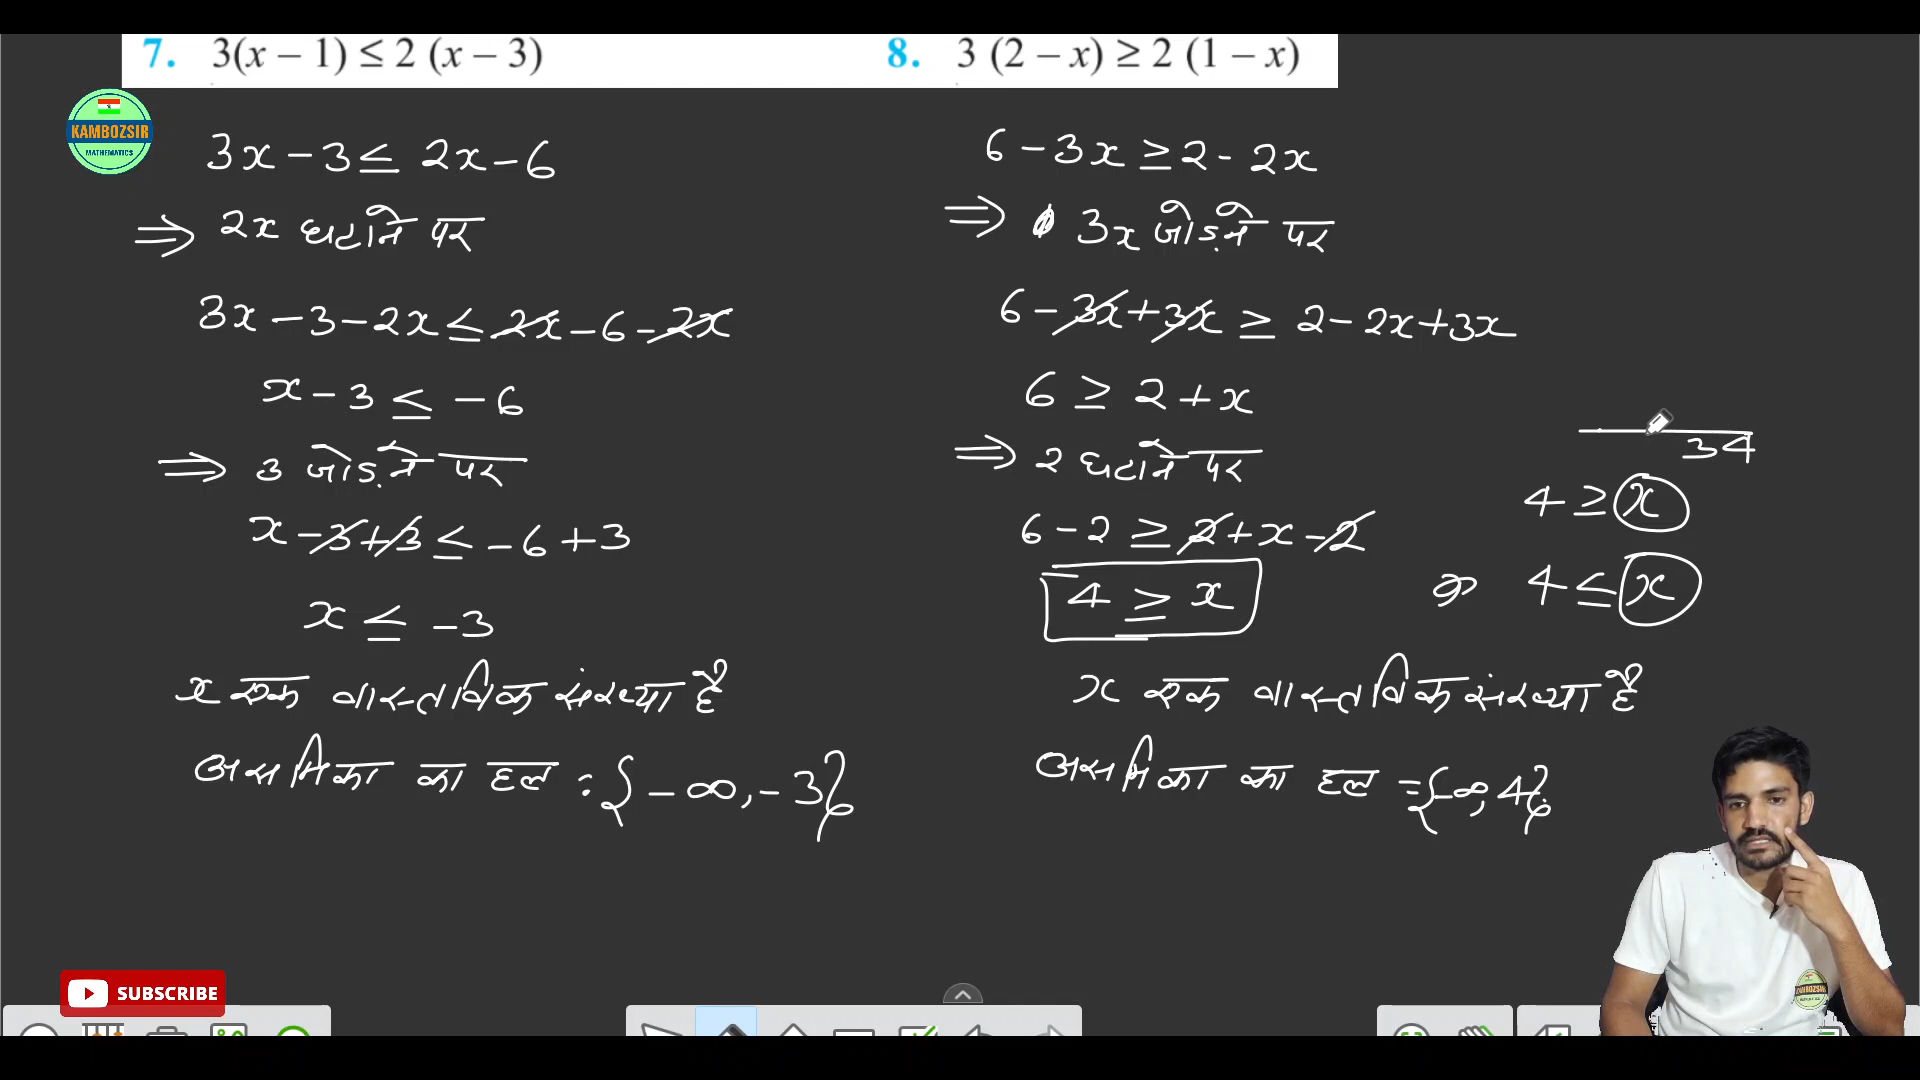 7. 3(x – 1) ≤ 2 (x – 3)
8. 3 (2 – x) ≥ 2 (1 – x)
KAMBOZSIR
MATHEMATICS
3x – 3 ≤ 2x – 6
⇒ 2x घटाने पर
3x – 3 – 2x ≤ 2x – 6 – 2x
x – 3 ≤ – 6
⇒ 3 जोड़ने पर
x – 3 + 3 ≤ – 6 + 3
x ≤ – 3
x एक वास्तविक संख्या है
असमिका का हल : {– ∞, – 3}
6 – 3x ≥ 2 – 2x
⇒ 3x जोड़ने पर
6 – 3x + 3x ≥ 2 – 2x + 3x
6 ≥ 2 + x
⇒ 2 घटाने पर
6 – 2 ≥ 2 + x – 2
4 ≥ x
x एक वास्तविक संख्या है
असमिका का हल = {–∞, 4}
34
4 ≥ x
4 ≤ x
SUBSCRIBE
KAMBOZSIR